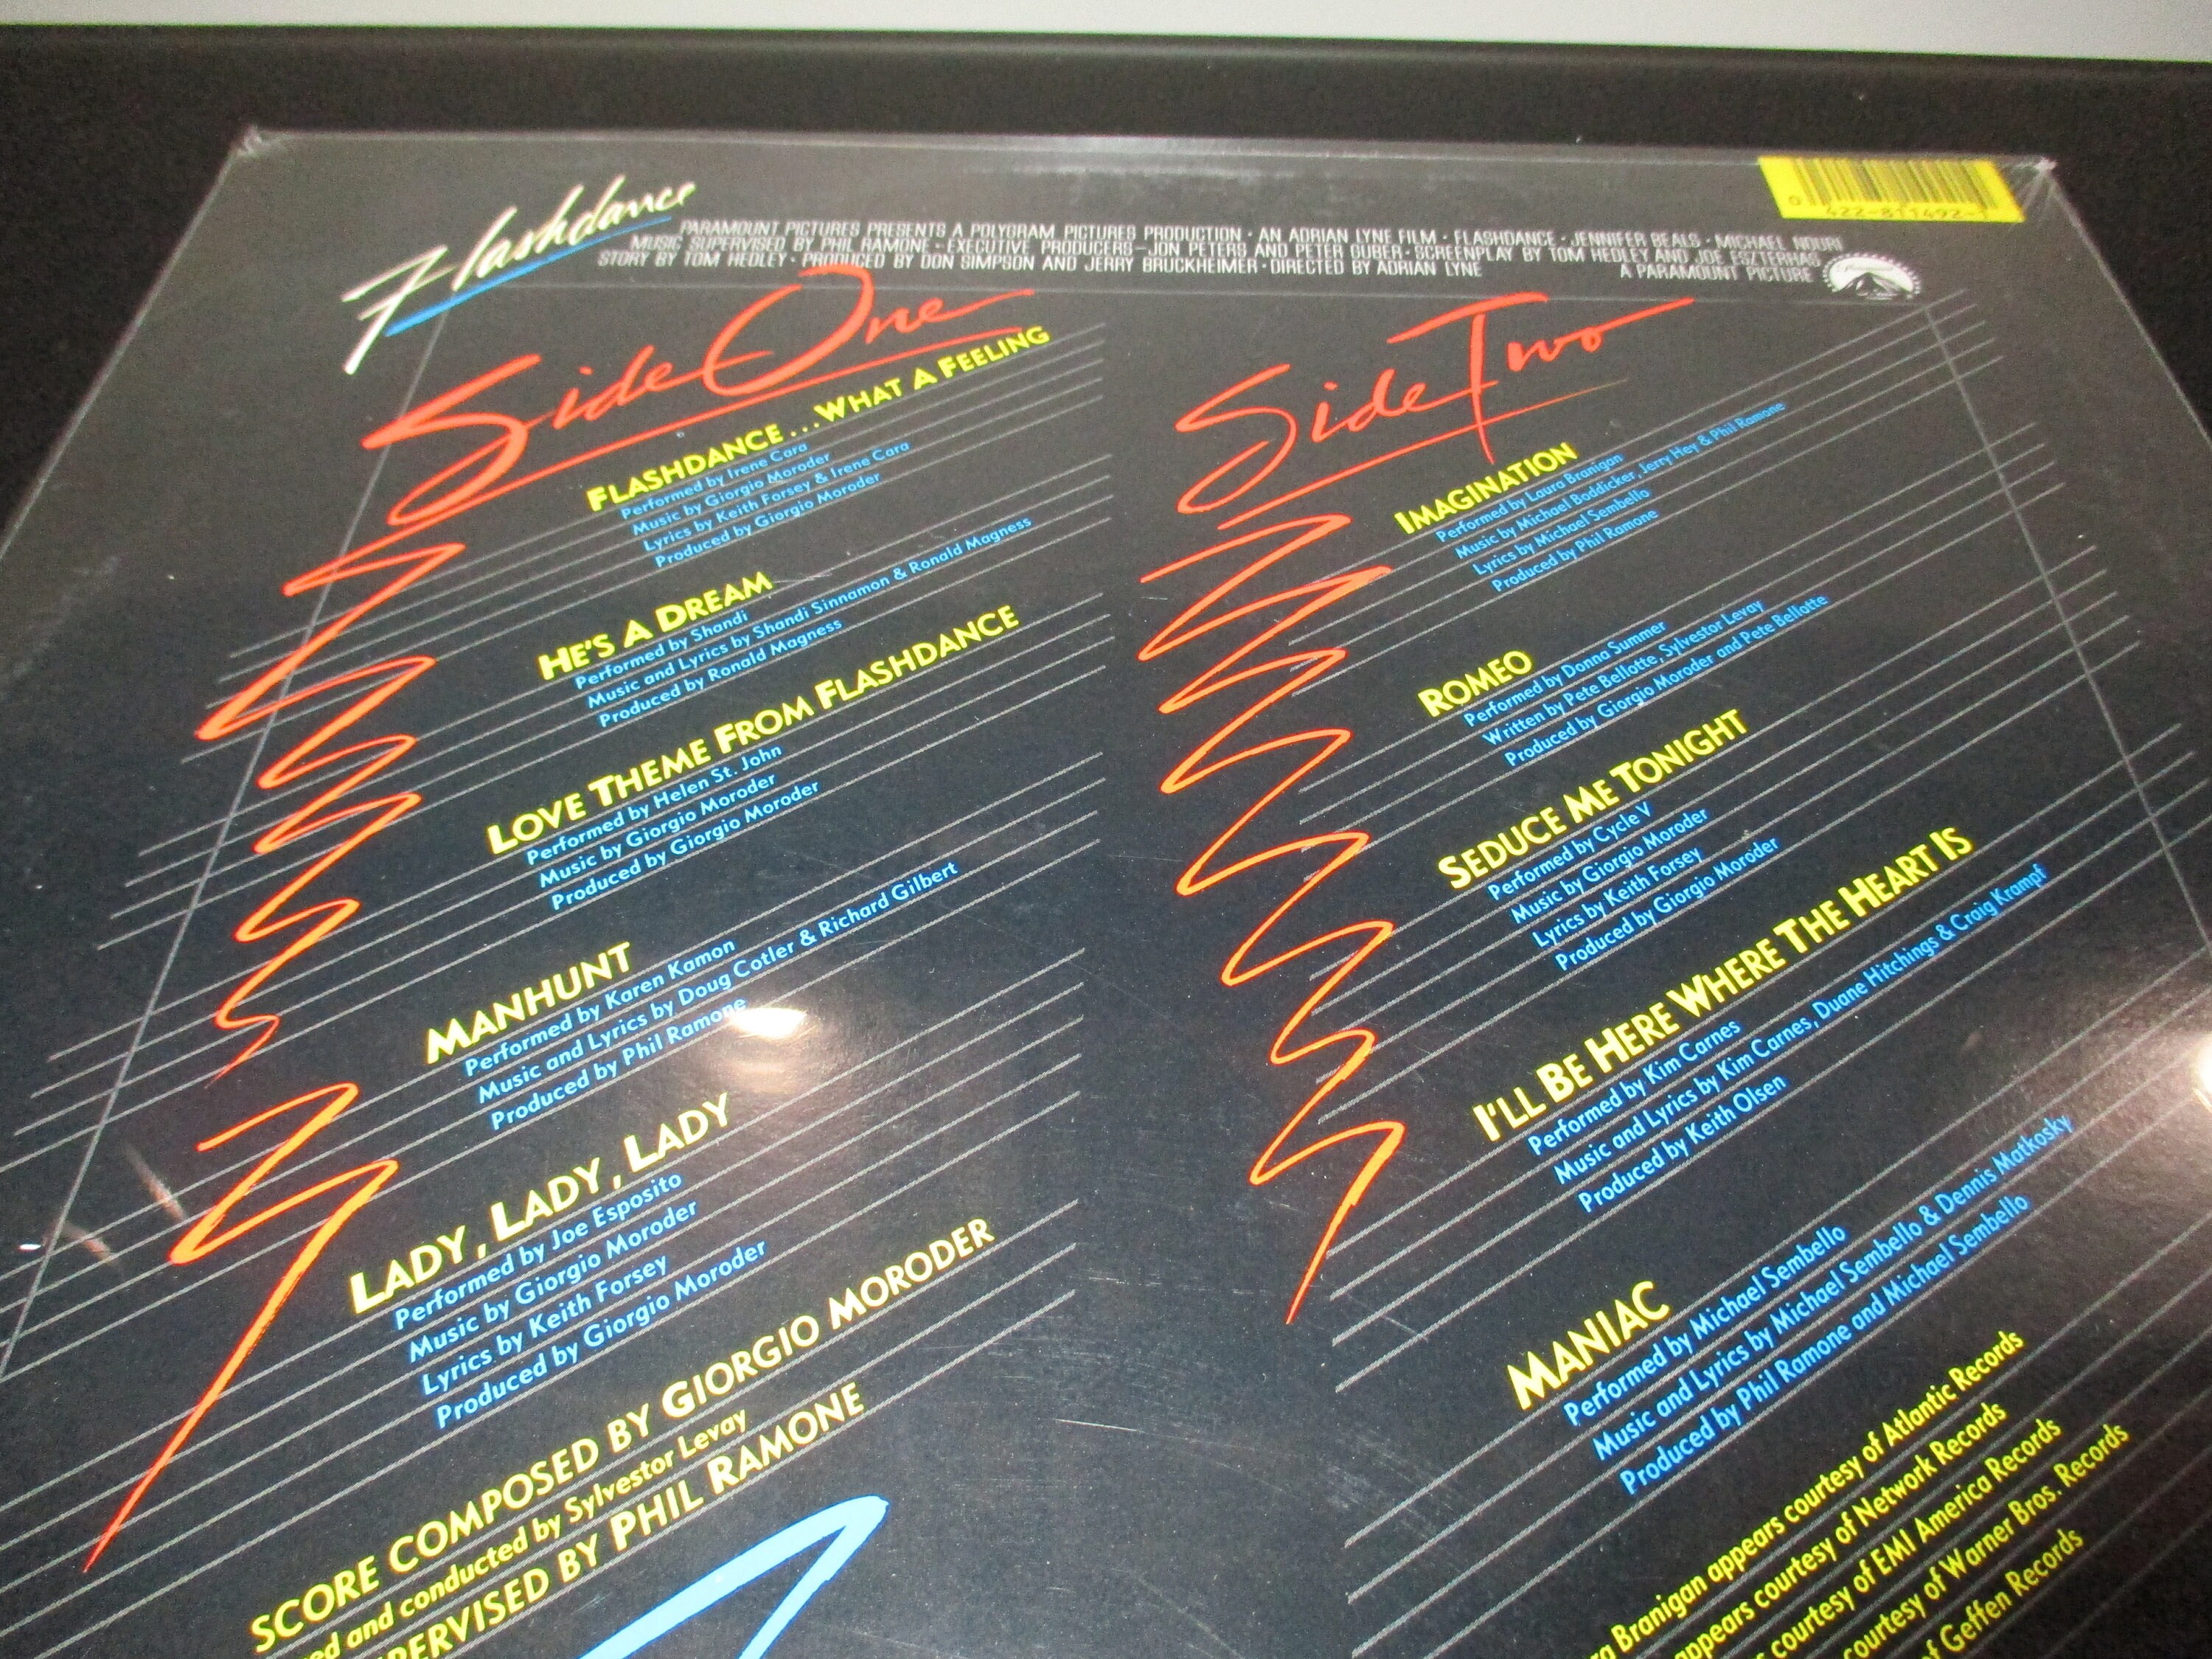 Flashdance
PARAMOUNT PICTURES PRESENTS A POLYGRAM PICTURES PRODUCTION · AN ADRIAN LYNE FILM · FLASHDANCE · JENNIFER BEALS · MICHAEL NOURI
MUSIC SUPERVISED BY PHIL RAMONE · EXECUTIVE PRODUCERS—JON PETERS AND PETER GUBER · SCREENPLAY BY TOM HEDLEY AND JOE ESZTERHAS
STORY BY TOM HEDLEY · PRODUCED BY DON SIMPSON AND JERRY BRUCKHEIMER · DIRECTED BY ADRIAN LYNE
A PARAMOUNT PICTURE
Side One
FLASHDANCE...WHAT A FEELING
Performed by Irene Cara
Music by Giorgio Moroder
Lyrics by Keith Forsey & Irene Cara
Produced by Giorgio Moroder
HE'S A DREAM
Performed by Shandi
Music and Lyrics by Shandi Sinnamon & Ronald Magness
Produced by Ronald Magness
LOVE THEME FROM FLASHDANCE
Performed by Helen St. John
Music by Giorgio Moroder
Produced by Giorgio Moroder
MANHUNT
Performed by Karen Kamon
Music and Lyrics by Doug Cotler & Richard Gilbert
Produced by Phil Ramone
LADY, LADY, LADY
Performed by Joe Esposito
Music by Giorgio Moroder
Lyrics by Keith Forsey
Produced by Giorgio Moroder
SCORE COMPOSED BY GIORGIO MORODER
and conducted by Sylvestor Levay
BY PHIL RAMONE
Side Two
IMAGINATION
Performed by Laura Branigan
Music by Michael Boddicker, Jerry Hey & Phil Ramone
Lyrics by Michael Sembello
Produced by Phil Ramone
ROMEO
Performed by Donna Summer
Written by Pete Bellotte, Sylvestor Levay
Produced by Giorgio Moroder and Pete Bellotte
SEDUCE ME TONIGHT
Performed by Cycle V
Music by Giorgio Moroder
Lyrics by Keith Forsey
Produced by Giorgio Moroder
I'LL BE HERE WHERE THE HEART IS
Performed by Kim Carnes
Music and Lyrics by Kim Carnes, Duane Hitchings & Craig Krampf
Produced by Keith Olsen
MANIAC
Performed by Michael Sembello
Music and Lyrics by Michael Sembello & Dennis Matkosky
Produced by Phil Ramone and Michael Sembello
Branigan appears courtesy of Atlantic Records
appears courtesy of Network Records
courtesy of EMI America Records
courtesy of Warner Bros. Records
of Geffen Records